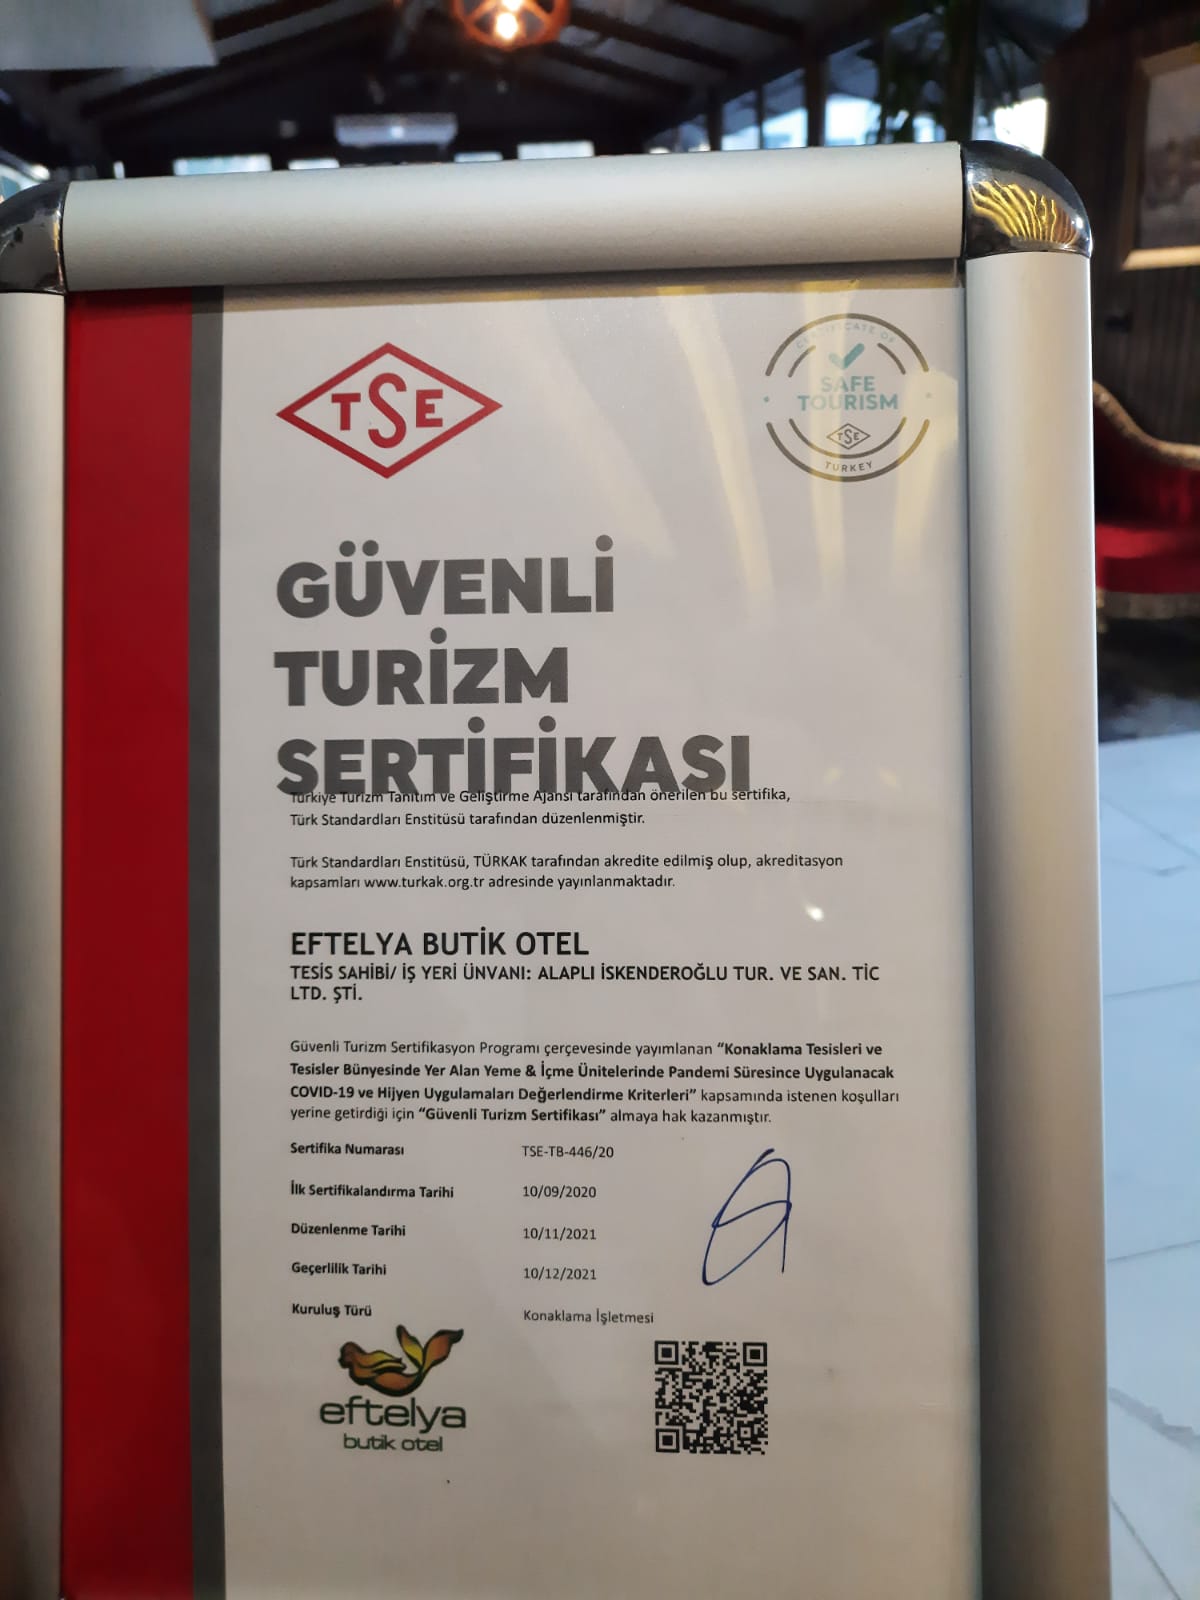 TSE
CERTIFICATE OF
SAFE
TOURISM
TSE
TURKEY
GÜVENLİ
TURİZM
SERTİFİKASI
Türkiye Turizm Tanıtım ve Geliştirme Ajansı tarafından önerilen bu sertifika,
Türk Standardları Enstitüsü tarafından düzenlenmiştir.
Türk Standardları Enstitüsü, TÜRKAK tarafından akredite edilmiş olup, akreditasyon
kapsamları www.turkak.org.tr adresinde yayınlanmaktadır.
EFTELYA BUTİK OTEL
TESİS SAHİBİ/ İŞ YERİ ÜNVANI: ALAPLI İSKENDEROĞLU TUR. VE SAN. TİC
LTD. ŞTİ.
Güvenli Turizm Sertifikasyon Programı çerçevesinde yayımlanan “Konaklama Tesisleri ve
Tesisler Bünyesinde Yer Alan Yeme & İçme Ünitelerinde Pandemi Süresince Uygulanacak
COVID-19 ve Hijyen Uygulamaları Değerlendirme Kriterleri” kapsamında istenen koşulları
yerine getirdiği için “Güvenli Turizm Sertifikası” almaya hak kazanmıştır.
Sertifika Numarası TSE-TB-446/20
İlk Sertifikalandırma Tarihi 10/09/2020
Düzenlenme Tarihi 10/11/2021
Geçerlilik Tarihi 10/12/2021
Kuruluş Türü Konaklama İşletmesi
eftelya
butik otel